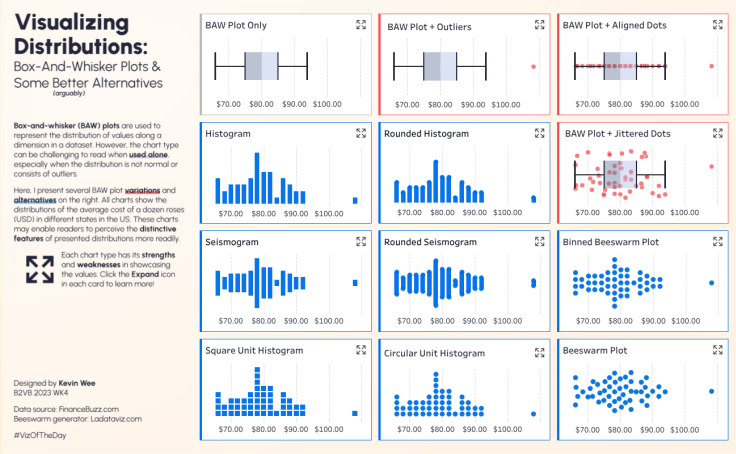 Visualizing
Distributions:
Box-And-Whisker Plots &
Some Better Alternatives
(arguably)
Box-and-whisker (BAW) plots are used to
represent the distribution of values along a
dimension in a dataset. However, the chart type
can be challenging to read when used alone,
especially when the distribution is not normal or
consists of outliers.
Here, I present several BAW plot variations and
alternatives on the right. All charts show the
distributions of the average cost of a dozen roses
(USD) in different states in the US. These charts
may enable readers to perceive the distinctive
features of presented distributions more readily.
Each chart type has its strengths
and weaknesses in showcasing
the values. Click the Expand icon
in each card to learn more!
Designed by Kevin Wee
B2VB 2023 WK4
Data source: FinanceBuzz.com
Beeswarm generator: Ladataviz.com
#VizOfTheDay
BAW Plot Only
$70.00 $80.00 $90.00 $100.00
BAW Plot + Outliers
$70.00 $80.00 $90.00 $100.00
BAW Plot + Aligned Dots
$70.00 $80.00 $90.00 $100.00
Histogram
$70.00 $80.00 $90.00 $100.00
Rounded Histogram
$70.00 $80.00 $90.00 $100.00
BAW Plot + Jittered Dots
$70.00 $80.00 $90.00 $100.00
Seismogram
$70.00 $80.00 $90.00 $100.00
Rounded Seismogram
$70.00 $80.00 $90.00 $100.00
Binned Beeswarm Plot
$70.00 $80.00 $90.00 $100.00
Square Unit Histogram
$70.00 $80.00 $90.00 $100.00
Circular Unit Histogram
$70.00 $80.00 $90.00 $100.00
Beeswarm Plot
$70.00 $80.00 $90.00 $100.00